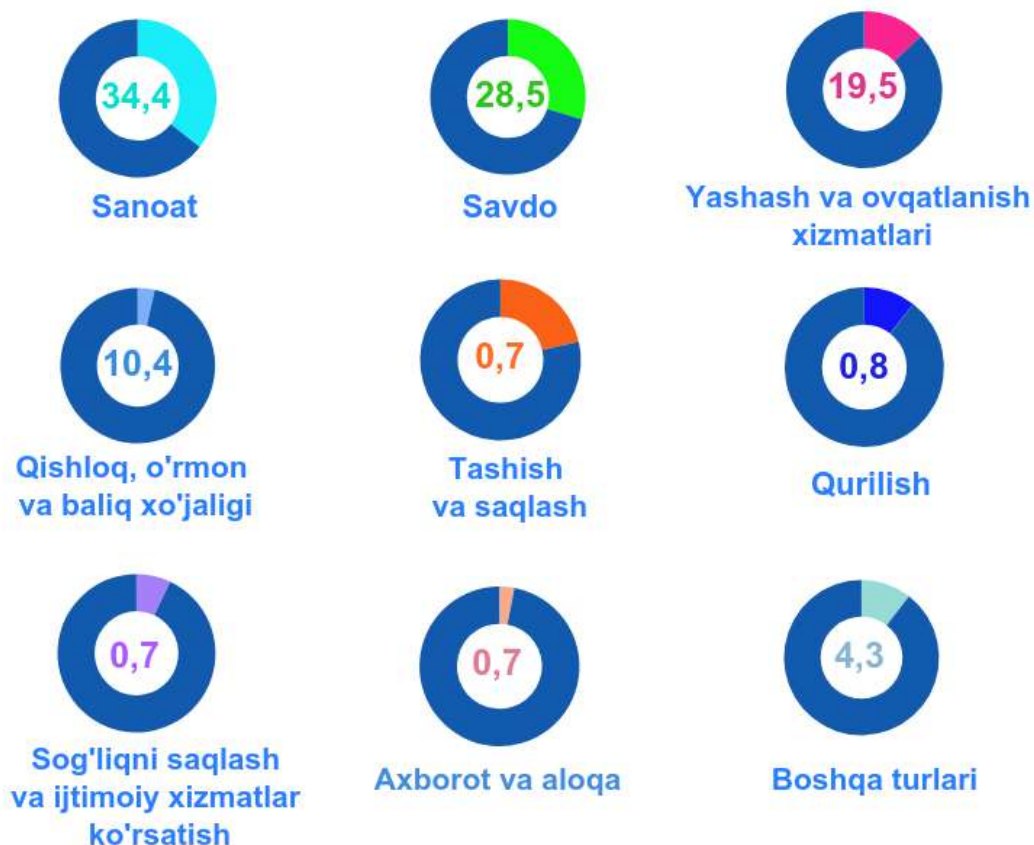 34,4
Sanoat
28,5
Savdo
19,5
Yashash va ovqatlanish
xizmatlari
10,4
Qishloq, o'rmon
va baliq xo'jaligi
0,7
Tashish
va saqlash
0,8
Qurilish
0,7
Sog'liqni saqlash
va ijtimoiy xizmatlar
ko'rsatish
0,7
Axborot va aloqa
4,3
Boshqa turlari